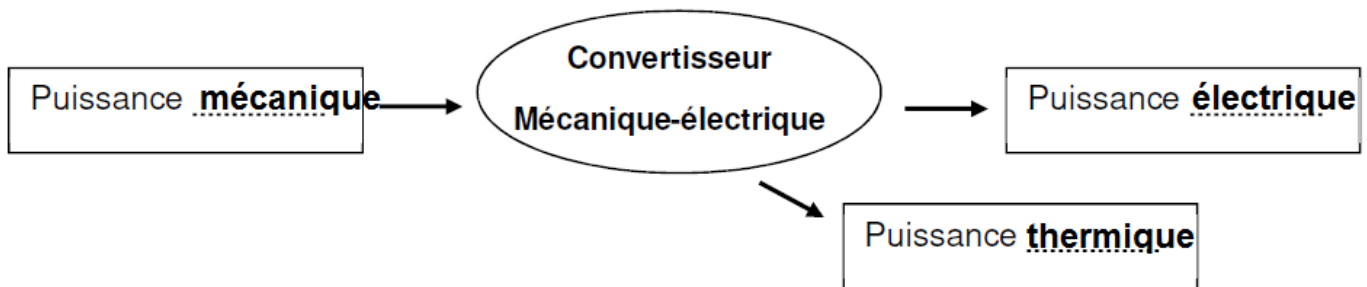 Convertisseur
Puissance mécanique
Mécanique-électrique
Puissance électrique
Puissance thermique